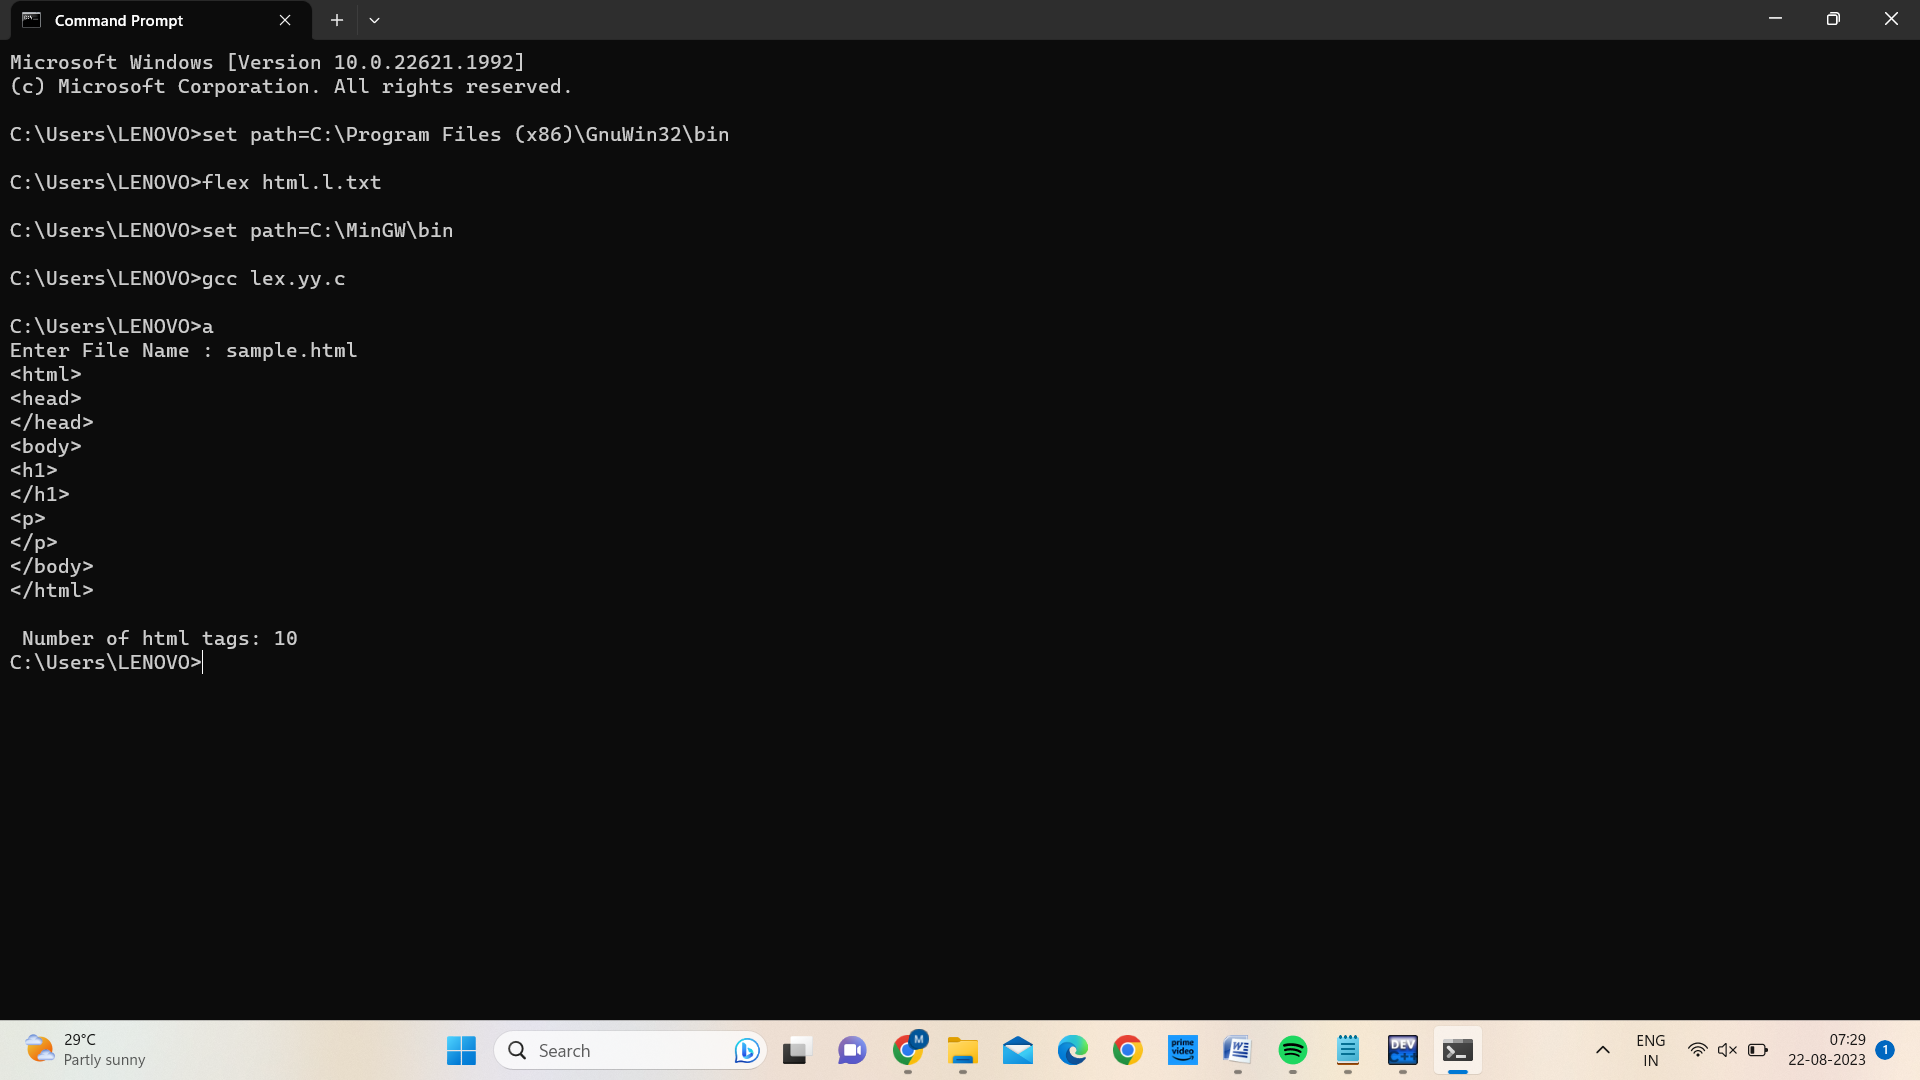 Command Prompt
Microsoft Windows [Version 10.0.22621.1992]
(c) Microsoft Corporation. All rights reserved.
C:\Users\LENOVO>set path=C:\Program Files (x86)\GnuWin32\bin
C:\Users\LENOVO>flex html.l.txt
C:\Users\LENOVO>set path=C:\MinGW\bin
C:\Users\LENOVO>gcc lex.yy.c
C:\Users\LENOVO>a
Enter File Name : sample.html
<html>
<head>
</head>
<body>
<h1>
</h1>
<p>
</p>
</body>
</html>
Number of html tags: 10
C:\Users\LENOVO>
29°C
Partly sunny
Search
M
prime video
W
DEV C++
ENG
IN
07:29
22-08-2023
1